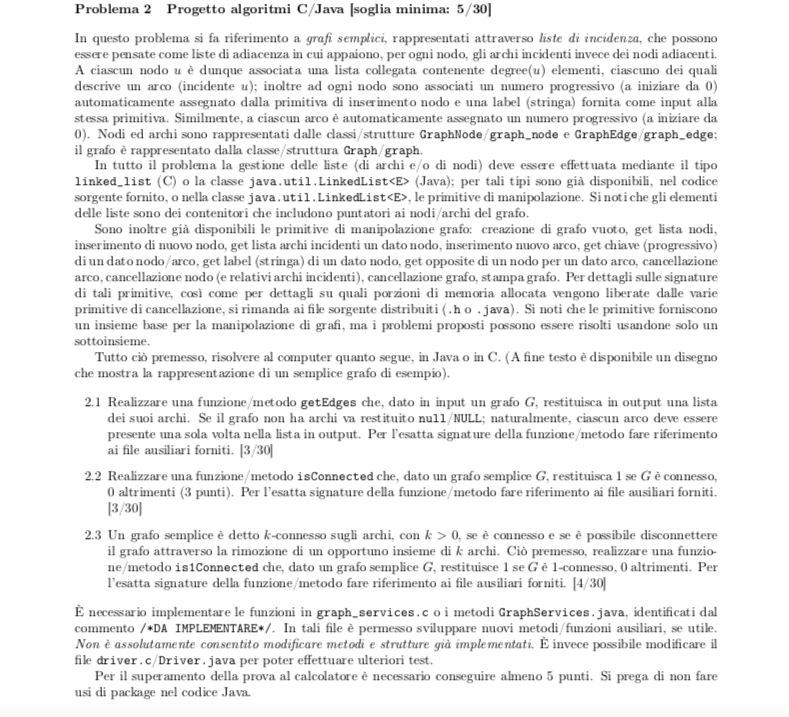 Problema 2 Progetto algoritmi C/Java [soglia minima: 5/30]
In questo problema si fa riferimento a grafi semplici, rappresentati attraverso liste di incidenza, che possono
essere pensate come liste di adiacenza in cui appaiono, per ogni nodo, gli archi incidenti invece dei nodi adiacenti.
A ciascun nodo u è dunque associata una lista collegata contenente degree(u) elementi, ciascuno dei quali
descrive un arco (incidente u); inoltre ad ogni nodo sono associati un numero progressivo (a iniziare da 0)
automaticamente assegnato dalla primitiva di inserimento nodo e una label (stringa) fornita come input alla
stessa primitiva. Similmente, a ciascun arco è automaticamente assegnato un numero progressivo (a iniziare da
0). Nodi ed archi sono rappresentati dalle classi/strutture GraphNode/graph_node e GraphEdge/graph_edge;
il grafo è rappresentato dalla classe/struttura Graph/graph.
In tutto il problema la gestione delle liste (di archi e/o di nodi) deve essere effettuata mediante il tipo
linked_list (C) o la classe java.util.LinkedList<E> (Java); per tali tipi sono già disponibili, nel codice
sorgente fornito, o nella classe java.util.LinkedList<E>, le primitive di manipolazione. Si noti che gli elementi
delle liste sono dei contenitori che includono puntatori ai nodi/archi del grafo.
Sono inoltre già disponibili le primitive di manipolazione grafo: creazione di grafo vuoto, get lista nodi,
inserimento di nuovo nodo, get lista archi incidenti un dato nodo, inserimento nuovo arco, get chiave (progressivo)
di un dato nodo/arco, get label (stringa) di un dato nodo, get opposite di un nodo per un dato arco, cancellazione
arco, cancellazione nodo (e relativi archi incidenti), cancellazione grafo, stampa grafo. Per dettagli sulle signature
di tali primitive, così come per dettagli su quali porzioni di memoria allocata vengono liberate dalle varie
primitive di cancellazione, si rimanda ai file sorgente distribuiti (.h o .java). Si noti che le primitive forniscono
un insieme base per la manipolazione di grafi, ma i problemi proposti possono essere risolti usandone solo un
sottoinsieme.
Tutto ciò premesso, risolvere al computer quanto segue, in Java o in C. (A fine testo è disponibile un disegno
che mostra la rappresentazione di un semplice grafo di esempio).
2.1 Realizzare una funzione/metodo getEdges che, dato in input un grafo G, restituisca in output una lista
dei suoi archi. Se il grafo non ha archi va restituito null/NULL; naturalmente, ciascun arco deve essere
presente una sola volta nella lista in output. Per l'esatta signature della funzione/metodo fare riferimento
ai file ausiliari forniti. [3/30]
2.2 Realizzare una funzione/metodo isConnected che, dato un grafo semplice G, restituisca 1 se G è connesso,
0 altrimenti (3 punti). Per l'esatta signature della funzione/metodo fare riferimento ai file ausiliari forniti.
[3/30]
2.3 Un grafo semplice è detto k-connesso sugli archi, con k > 0, se è connesso e se è possibile disconnettere
il grafo attraverso la rimozione di un opportuno insieme di k archi. Ciò premesso, realizzare una funzio-
ne/metodo is1Connected che, dato un grafo semplice G, restituisce 1 se G è 1-connesso, 0 altrimenti. Per
l'esatta signature della funzione/metodo fare riferimento ai file ausiliari forniti. [4/30]
È necessario implementare le funzioni in graph_services.c o i metodi GraphServices.java, identificati dal
commento /*DA IMPLEMENTARE*/. In tali file è permesso sviluppare nuovi metodi/funzioni ausiliari, se utile.
Non è assolutamente consentito modificare metodi e strutture già implementati. È invece possibile modificare il
file driver.c/Driver.java per poter effettuare ulteriori test.
Per il superamento della prova al calcolatore è necessario conseguire almeno 5 punti. Si prega di non fare
usi di package nel codice Java.